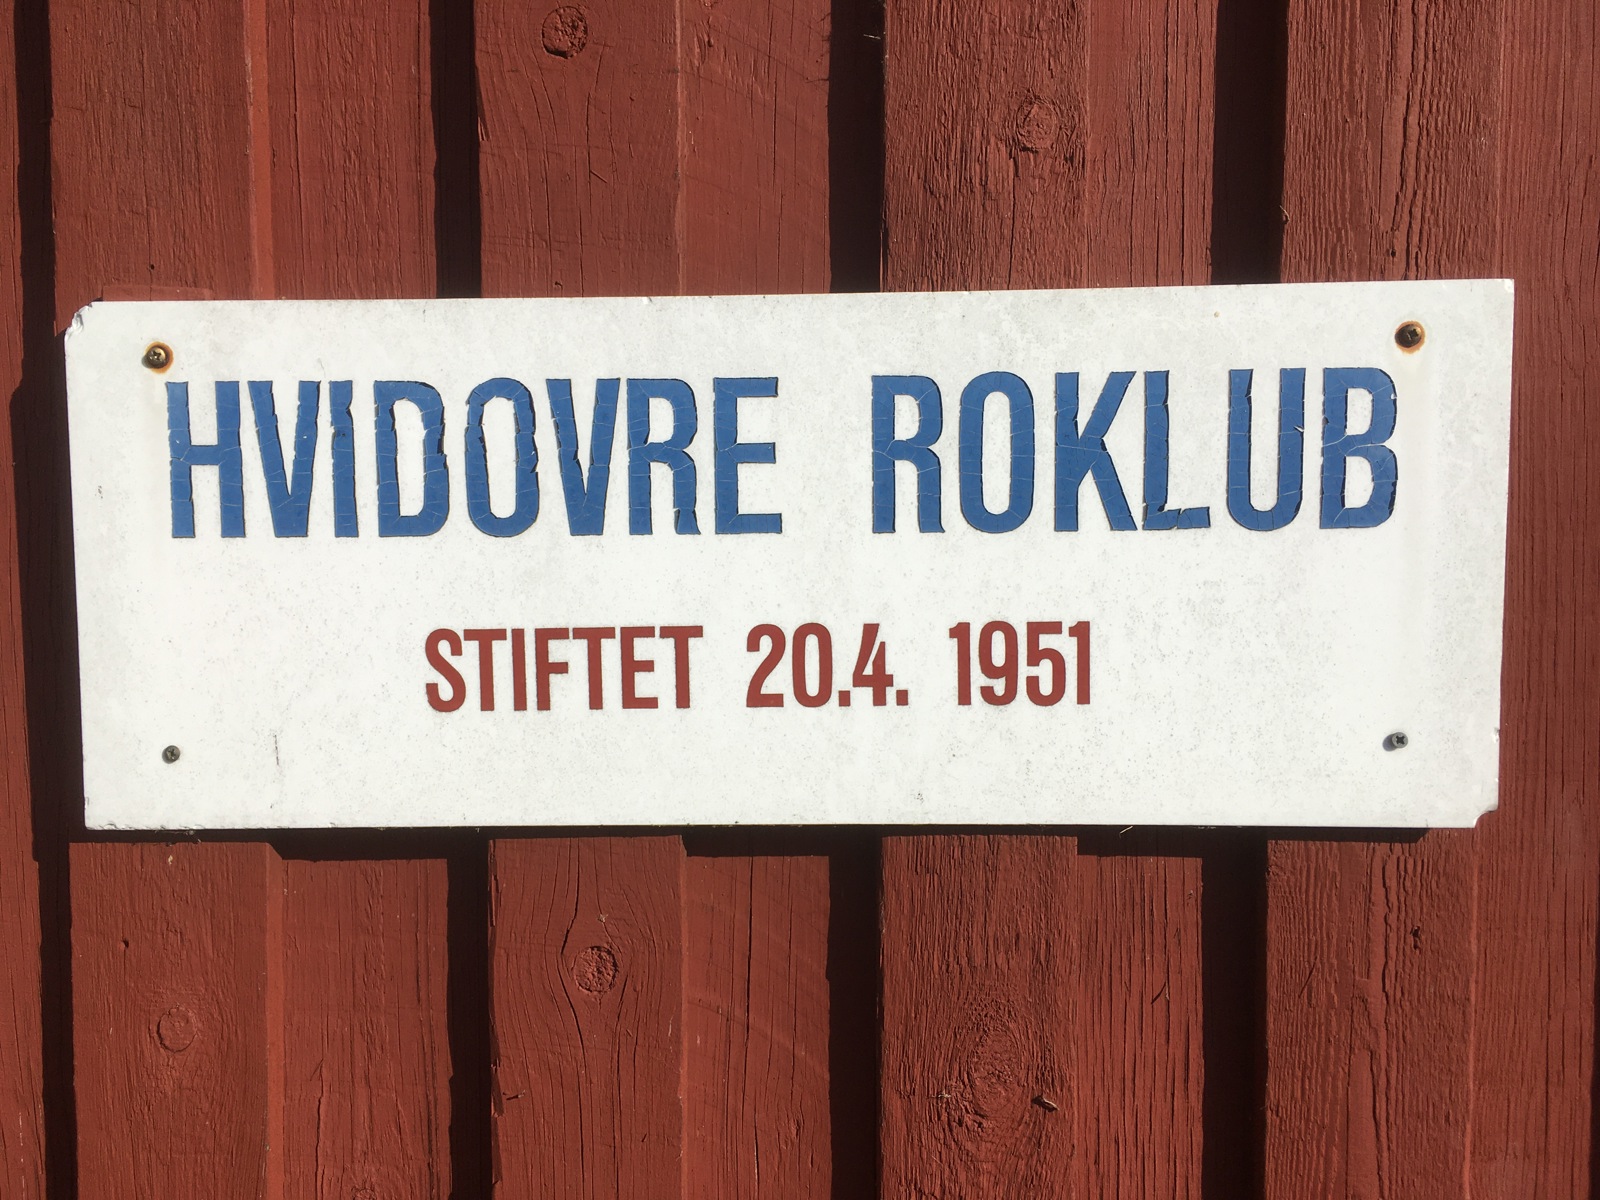 HVIDOVRE ROKLUB
STIFTET 20.4. 1951